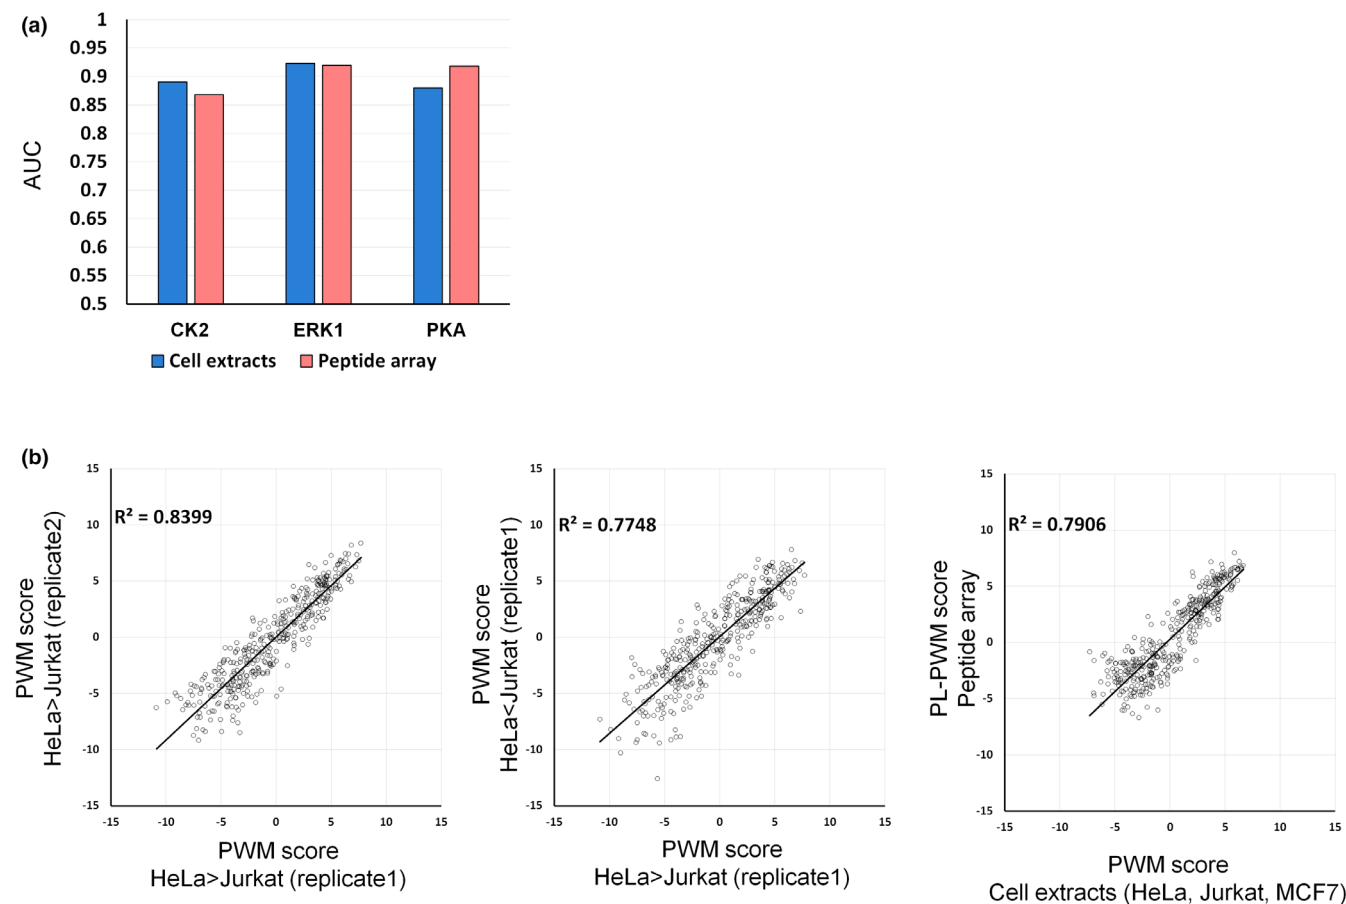 (a)
1
0.95
0.9
0.85
0.8
0.75
0.7
0.65
0.6
0.55
0.5
AUC
CK2 ERK1 PKA
Cell extracts Peptide array
(b)
15
10
5
0
-5
-10
-15
R² = 0.8399
PWM score
HeLa>Jurkat (replicate2)
-15 -10 -5 0 5 10 15
PWM score
HeLa>Jurkat (replicate1)
15
10
5
0
-5
-10
-15
R² = 0.7748
PWM score
HeLa<Jurkat (replicate1)
-15 -10 -5 0 5 10 15
PWM score
HeLa>Jurkat (replicate1)
15
10
5
0
-5
-10
-15
R² = 0.7906
PL-PWM score
Peptide array
-15 -10 -5 0 5 10 15
PWM score
Cell extracts (HeLa, Jurkat, MCF7)